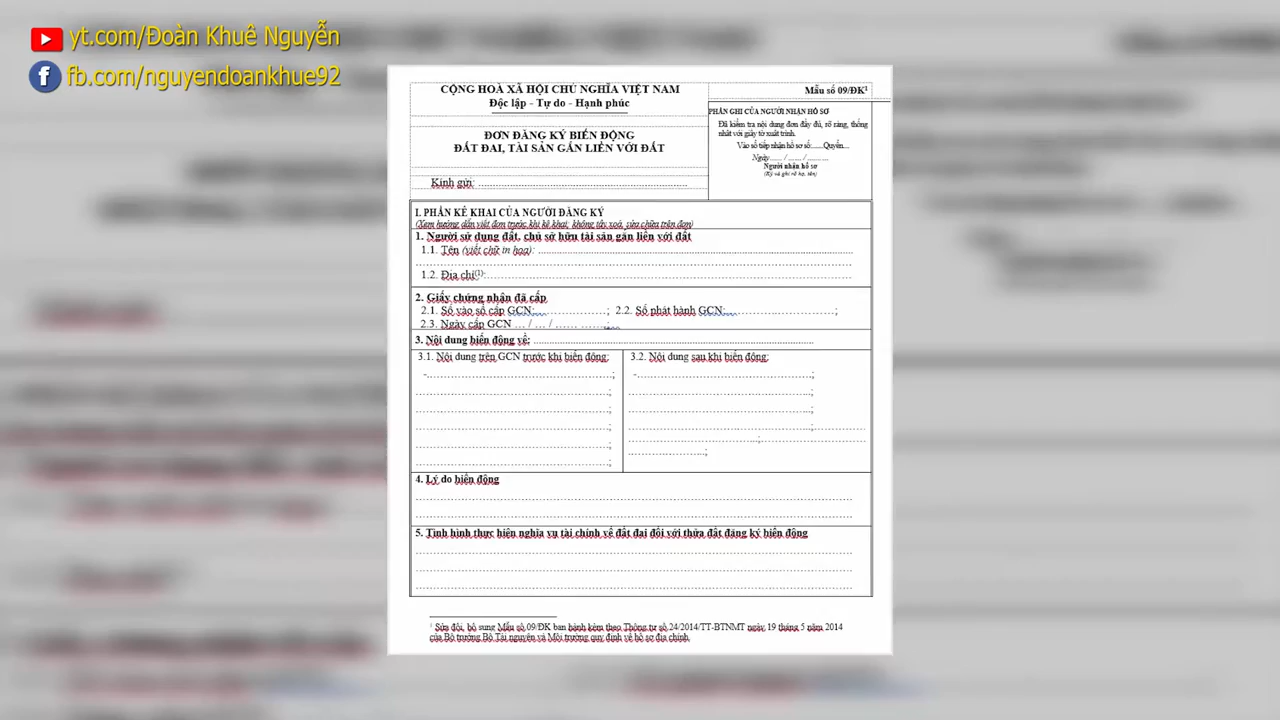 yt.com/Đoàn Khuê Nguyễn
fb.com/nguyendoankhue92
CỘNG HOÀ XÃ HỘI CHỦ NGHĨA VIỆT NAM
Độc lập - Tự do - Hạnh phúc
ĐƠN ĐĂNG KÝ BIẾN ĐỘNG
ĐẤT ĐAI, TÀI SẢN GẮN LIỀN VỚI ĐẤT
Kính gửi: ........................................................................
Mẫu số 09/ĐK¹
PHẦN GHI CỦA NGƯỜI NHẬN HỒ SƠ
Đã kiểm tra nội dung đơn đầy đủ, rõ ràng, thống
nhất với giấy tờ xuất trình.
Vào sổ tiếp nhận hồ sơ số:......Quyển....
Ngày...... / ...... / ..........
Người nhận hồ sơ
(Ký và ghi rõ họ, tên)
I. PHẦN KÊ KHAI CỦA NGƯỜI ĐĂNG KÝ
(Xem hướng dẫn viết đơn trước khi kê khai, không tẩy xoá, sửa chữa trên đơn)
1. Người sử dụng đất, chủ sở hữu tài sản gắn liền với đất
1.1. Tên (viết chữ in hoa): ........................................................................
1.2. Địa chỉ(1):........................................................................
2. Giấy chứng nhận đã cấp
2.1. Số vào sổ cấp GCN:........................; 2.2. Số phát hành GCN:........................;
2.3. Ngày cấp GCN ... / ... / ...... .......;
3. Nội dung biến động về: ........................................................................
3.1. Nội dung trên GCN trước khi biến động:
-........................................................;
........................................................;
........................................................;
........................................................;
........................................................;
........................................................;
3.2. Nội dung sau khi biến động:
-........................................................;
........................................................;
........................................................;
........................................................;....................
........................................;..............................
........................;
4. Lý do biến động
........................................................................
........................................................................
5. Tình hình thực hiện nghĩa vụ tài chính về đất đai đối với thửa đất đăng ký biến động
........................................................................
........................................................................
........................................................................
¹ Sửa đổi, bổ sung Mẫu số 09/ĐK ban hành kèm theo Thông tư số 24/2014/TT-BTNMT ngày 19 tháng 5 năm 2014
của Bộ trưởng Bộ Tài nguyên và Môi trường quy định về hồ sơ địa chính.